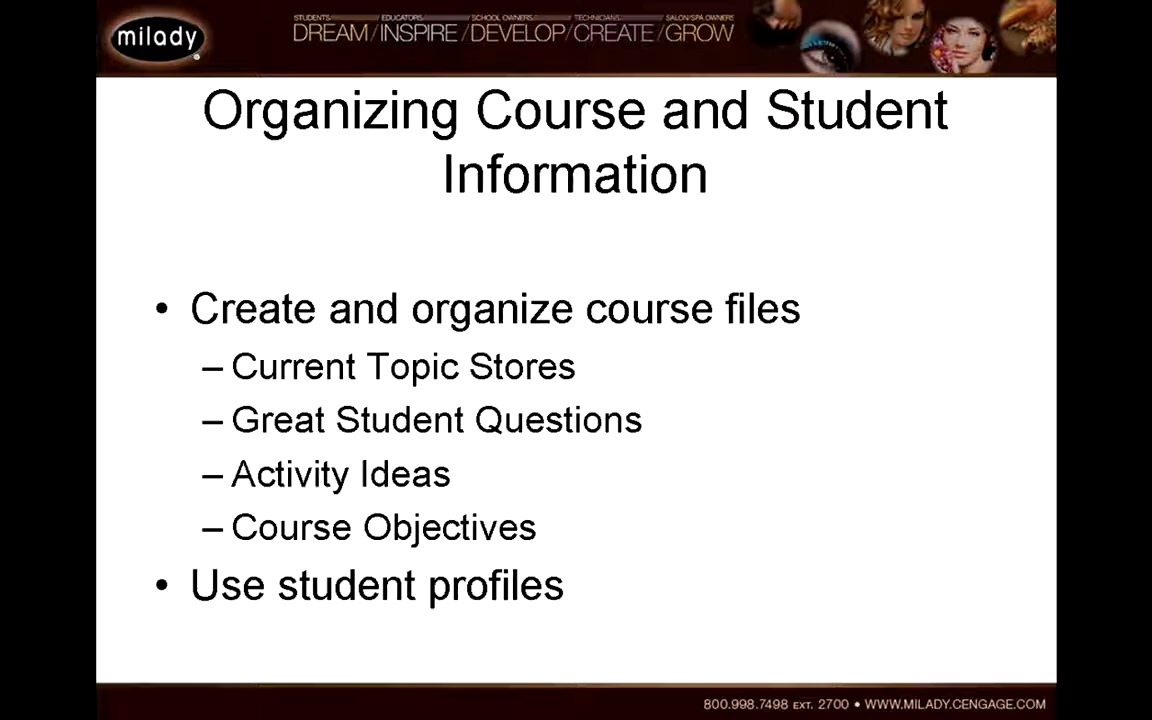 milady
STUDENTS EDUCATORS SCHOOL OWNERS TECHNICIANS SALON/SPA OWNERS
DREAM/INSPIRE/DEVELOP/CREATE/GROW
Organizing Course and Student
Information
• Create and organize course files
– Current Topic Stores
– Great Student Questions
– Activity Ideas
– Course Objectives
• Use student profiles
800.998.7498 EXT. 2700 • WWW.MILADY.CENGAGE.COM